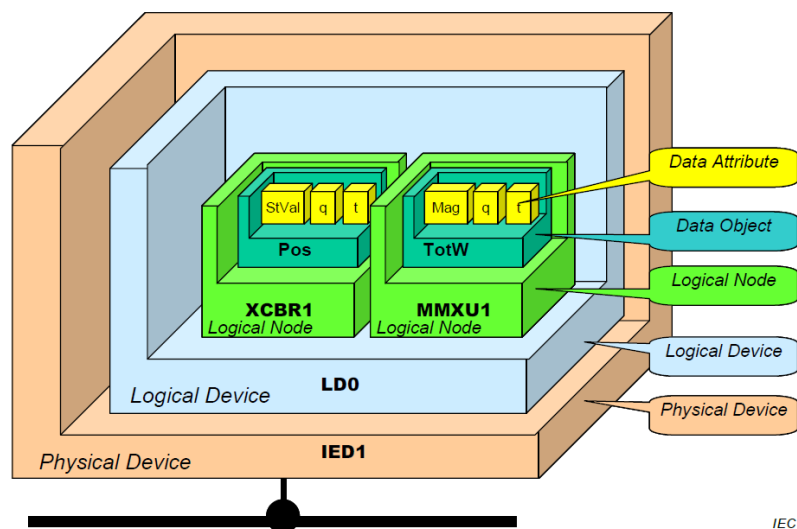 StVal
q
t
Mag
q
t
Pos
TotW
XCBR1
Logical Node
MMXU1
Logical Node
LD0
Logical Device
IED1
Physical Device
Data Attribute
Data Object
Logical Node
Logical Device
Physical Device
IEC